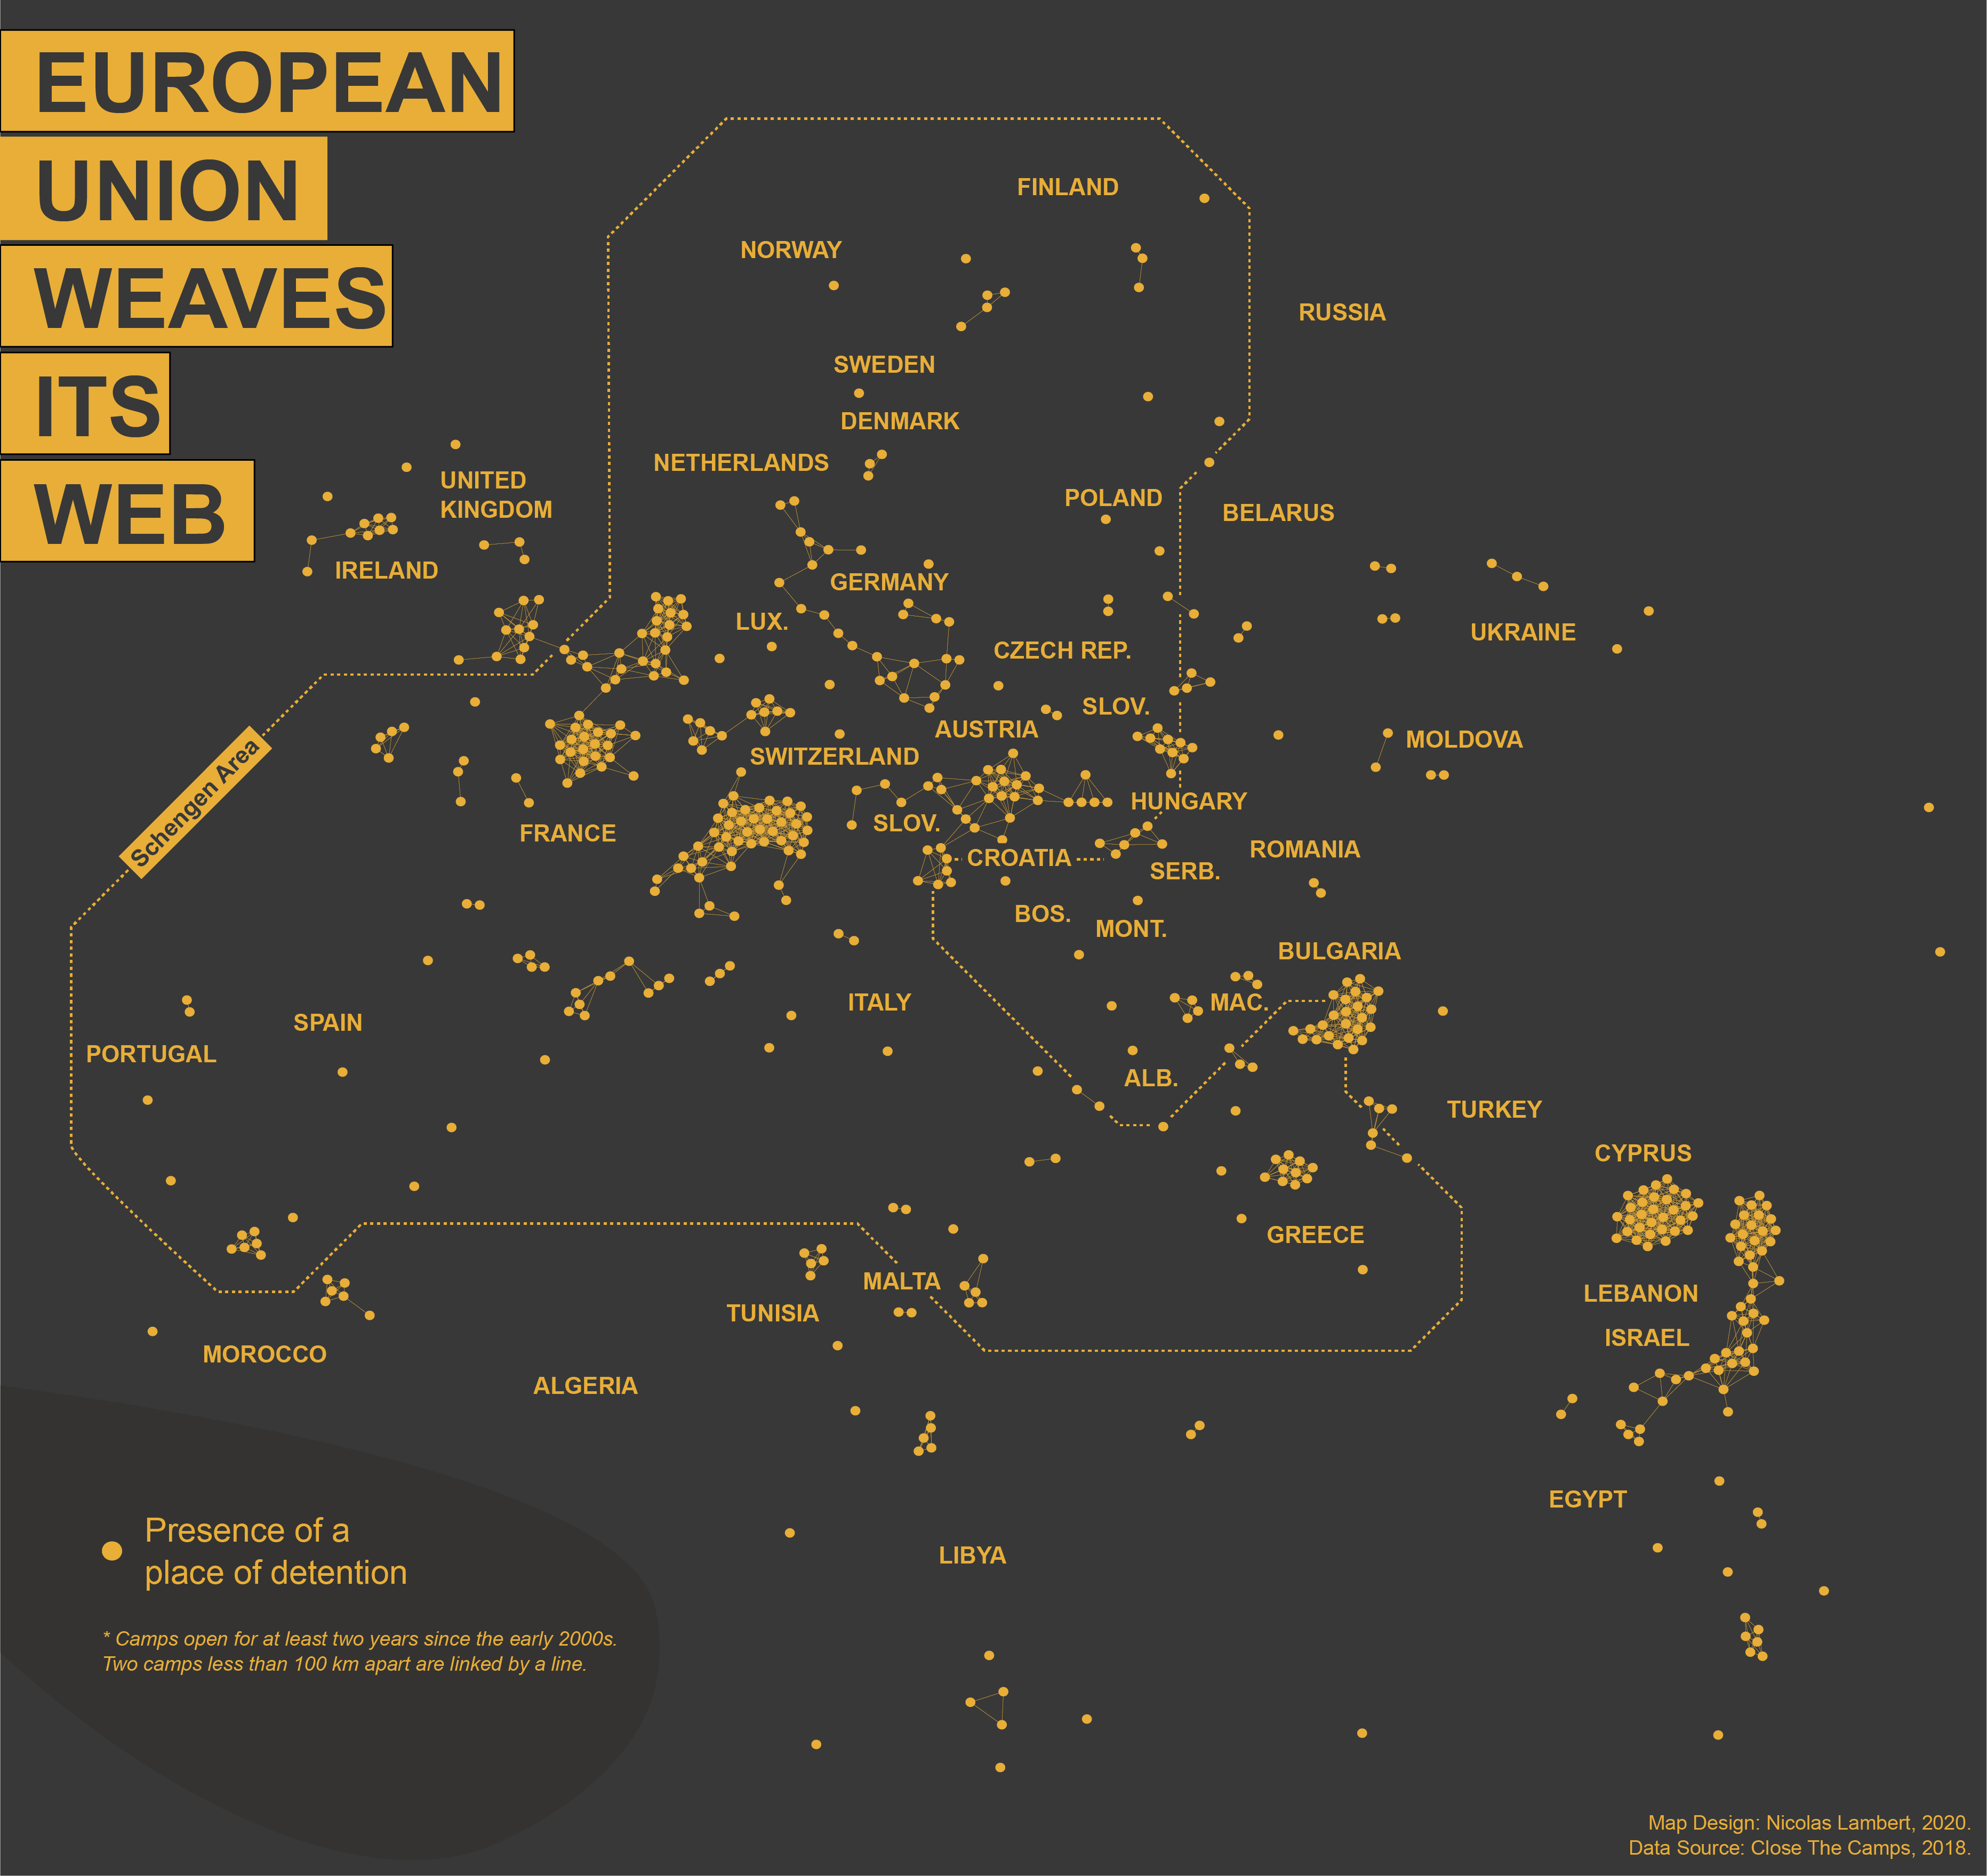 EUROPEAN
UNION
WEAVES
ITS
WEB
FINLAND
NORWAY
RUSSIA
SWEDEN
DENMARK
NETHERLANDS
UNITED
KINGDOM
POLAND
BELARUS
IRELAND
GERMANY
LUX.
UKRAINE
CZECH REP.
SLOV.
AUSTRIA
MOLDOVA
SWITZERLAND
Schengen Area
HUNGARY
SLOV.
FRANCE
ROMANIA
CROATIA
SERB.
BOS.
MONT.
BULGARIA
ITALY
MAC.
SPAIN
PORTUGAL
ALB.
TURKEY
CYPRUS
GREECE
MALTA
LEBANON
TUNISIA
ISRAEL
MOROCCO
ALGERIA
EGYPT
LIBYA
Presence of a
place of detention
* Camps open for at least two years since the early 2000s.
Two camps less than 100 km apart are linked by a line.
Map Design: Nicolas Lambert, 2020.
Data Source: Close The Camps, 2018.